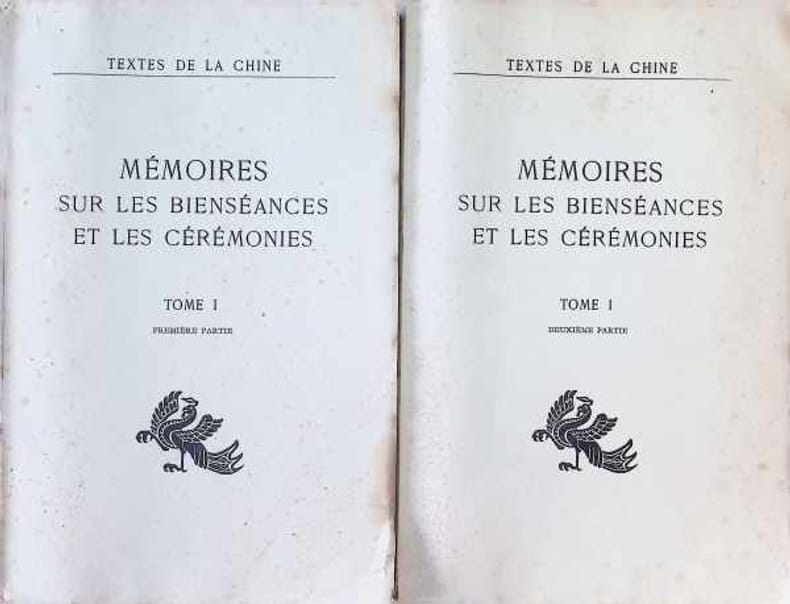 TEXTES DE LA CHINE
MÉMOIRES
SUR LES BIENSÉANCES
ET LES CÉRÉMONIES
TOME I
PREMIÈRE PARTIE
TEXTES DE LA CHINE
MÉMOIRES
SUR LES BIENSÉANCES
ET LES CÉRÉMONIES
TOME I
DEUXIÈME PARTIE